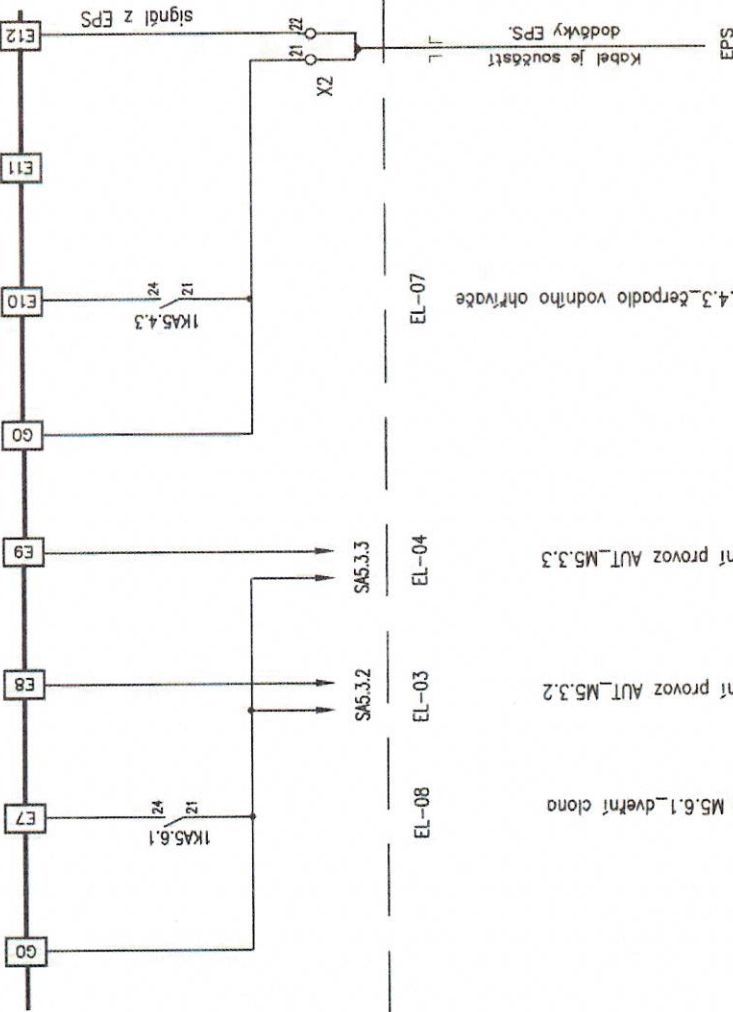 E12
signál z EPS
22
21
X2
Kabel je součástí
dodávky EPS.
EPS
E11
E10
24
21
1KA5.4.3
EL-07
.4.3_čerpadlo vodního ohřívače
G0
E9
SA5.3.3
EL-04
ní provoz AUT_M5.3.3
E8
SA5.3.2
EL-03
ní provoz AUT_M5.3.2
E7
24
21
1KA5.6.1
EL-08
M5.6.1_dveřní clona
G0